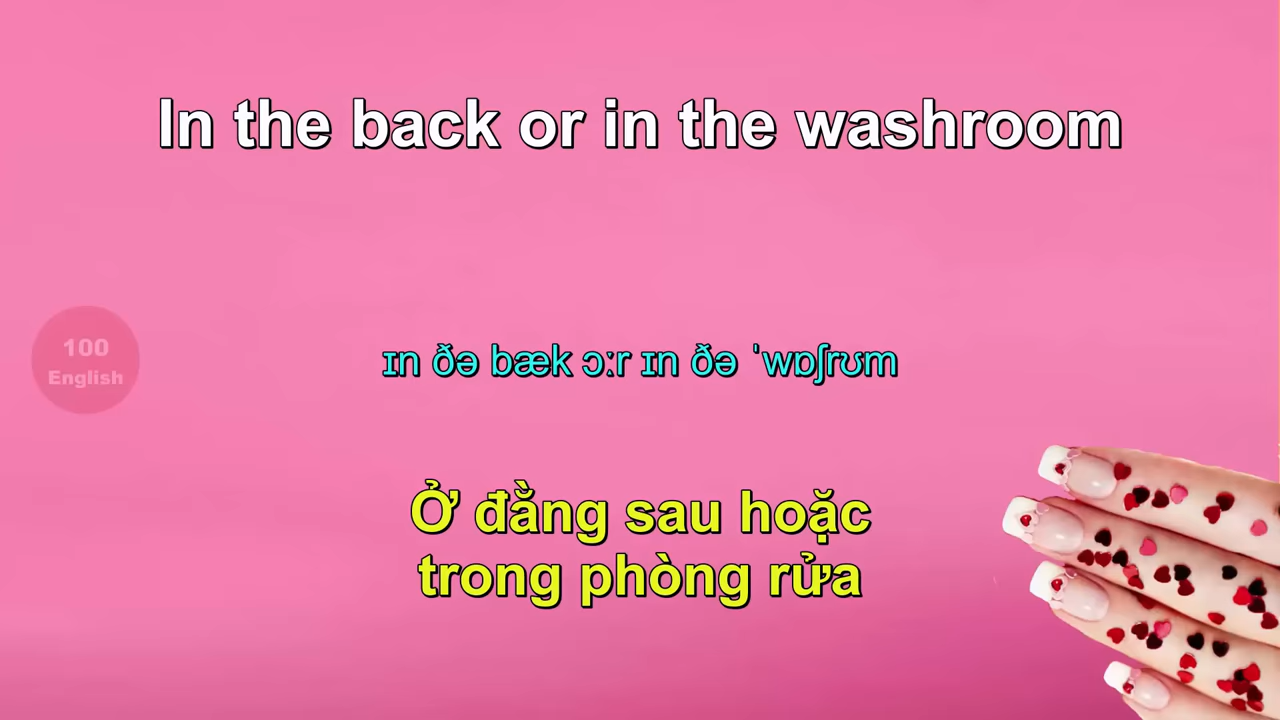 In the back or in the washroom
100
English
ɪn ðə bæk ɔːr ɪn ðə ˈwɒʃrʊm
Ở đằng sau hoặc
trong phòng rửa